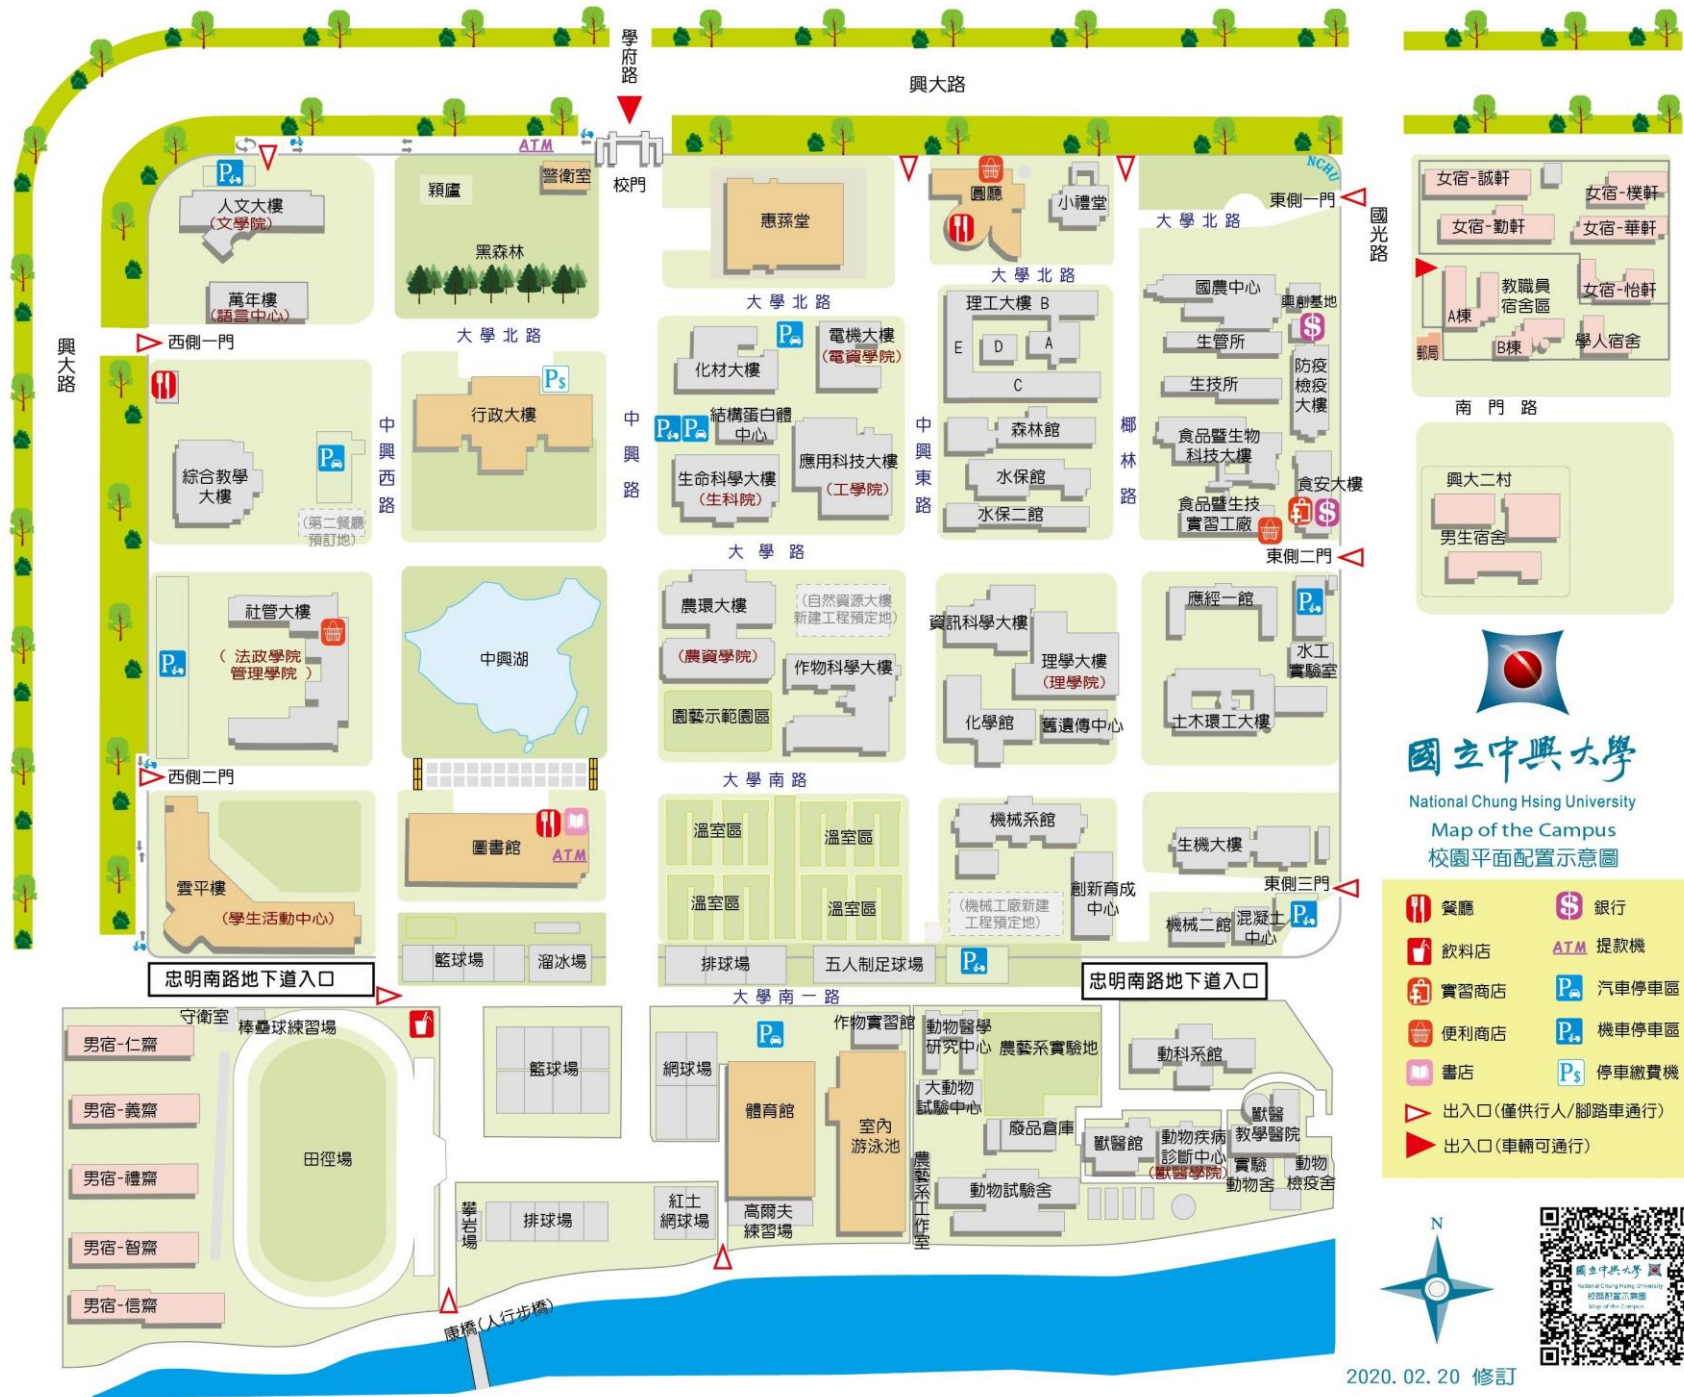 學府路
興大路
ATM
校門
警衛室
穎廬
黑森林
人文大樓
(文學院)
萬年樓
(語言中心)
西側一門
興大路
大學北路
惠蓀堂
大學北路
圓廳
小禮堂
大學北路
大學北路
NCHU
東側一門
國光路
女宿-誠軒
女宿-樸軒
女宿-勤軒
女宿-華軒
女宿-怡軒
教職員
宿舍區
A棟
B棟
學人宿舍
郵局
南門路
興大二村
男生宿舍
綜合教學
大樓
(第二餐廳
預訂地)
中興西路
行政大樓
中興路
化材大樓
電機大樓
(電資學院)
結構蛋白體
中心
生命科學大樓
(生科院)
應用科技大樓
(工學院)
中興東路
理工大樓 B
E
D
A
C
森林館
水保館
水保二館
椰林路
國農中心
興創基地
生管所
生技所
防疫
檢疫
大樓
食品暨生物
科技大樓
食品暨生技
實習工廠
食安大樓
東側二門
大學路
社管大樓
(法政學院
管理學院)
中興湖
農環大樓
(農資學院)
(自然資源大樓
新建工程預定地)
作物科學大樓
園藝示範園區
資訊科學大樓
理學大樓
(理學院)
化學館
舊遺傳中心
應經一館
水工
實驗室
土木環工大樓
西側二門
大學南路
雲平樓
(學生活動中心)
圖書館
ATM
溫室區
溫室區
溫室區
溫室區
機械系館
(機械工廠新建
工程預定地)
創新育成
中心
生機大樓
東側三門
機械二館
混凝土
中心
籃球場
溜冰場
排球場
五人制足球場
忠明南路地下道入口
忠明南路地下道入口
大學南一路
守衛室
棒壘球練習場
男宿-仁齋
男宿-義齋
男宿-禮齋
男宿-智齋
男宿-信齋
田徑場
籃球場
網球場
攀岩場
排球場
紅土
網球場
體育館
高爾夫
練習場
作物實習館
室內
游泳池
農藝系工作室
動物醫學
研究中心
農藝系實驗地
大動物
試驗中心
廢品倉庫
動物試驗舍
動科系館
獸醫館
動物疾病
診斷中心
(獸醫學院)
獸醫
教學醫院
實驗
動物舍
動物
檢疫舍
康橋(人行步橋)
國立中興大學
National Chung Hsing University
Map of the Campus
校園平面配置示意圖
餐廳
銀行
飲料店
ATM 提款機
實習商店
汽車停車區
便利商店
機車停車區
書店
停車繳費機
出入口(僅供行人/腳踏車通行)
出入口(車輛可通行)
N
國立中興大學
National Chung Hsing University
校園配置示意圖
Map of the Campus
2020.02.20 修訂